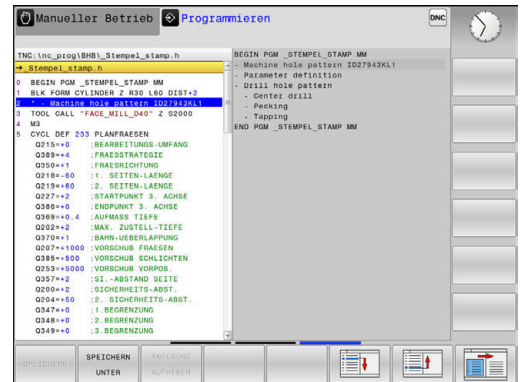 Manueller Betrieb
Programmieren
DNC
TNC:\nc_prog\BHB\_Stempel_stamp.h
→_Stempel_stamp.h
0 BEGIN PGM _STEMPEL_STAMP MM
1 BLK FORM CYLINDER Z R30 L60 DIST+2
2 * - Machine hole pattern ID27943KL1
3 TOOL CALL "FACE_MILL_D40" Z S2000
4 M3
5 CYCL DEF 233 PLANFRAESEN
Q215=+0 ;BEARBEITUNGS-UMFANG
Q389=+4 ;FRAESSTRATEGIE
Q350=+1 ;FRAESRICHTUNG
Q218=-60 ;1. SEITEN-LAENGE
Q219=+60 ;2. SEITEN-LAENGE
Q227=+2 ;STARTPUNKT 3. ACHSE
Q386=+0 ;ENDPUNKT 3. ACHSE
Q369=+0.4 ;AUFMASS TIEFE
Q202=+2 ;MAX. ZUSTELL-TIEFE
Q370=+1 ;BAHN-UEBERLAPPUNG
Q207=+1000 ;VORSCHUB FRAESEN
Q385=+500 ;VORSCHUB SCHLICHTEN
Q253=+5000 ;VORSCHUB VORPOS.
Q357=+2 ;SI.-ABSTAND SEITE
Q200=+2 ;SICHERHEITS-ABST.
Q204=+50 ;2. SICHERHEITS-ABST.
Q347=+0 ;1.BEGRENZUNG
Q348=+0 ;2.BEGRENZUNG
Q349=+0 ;3.BEGRENZUNG
BEGIN PGM _STEMPEL_STAMP MM
- Machine hole pattern ID27943KL1
- Parameter definition
- Drill hole pattern
- Center drill
- Pecking
- Tapping
END PGM _STEMPEL_STAMP MM
SPEICHERN
SPEICHERN
UNTER
ÄNDERUNG
AUFHEBEN